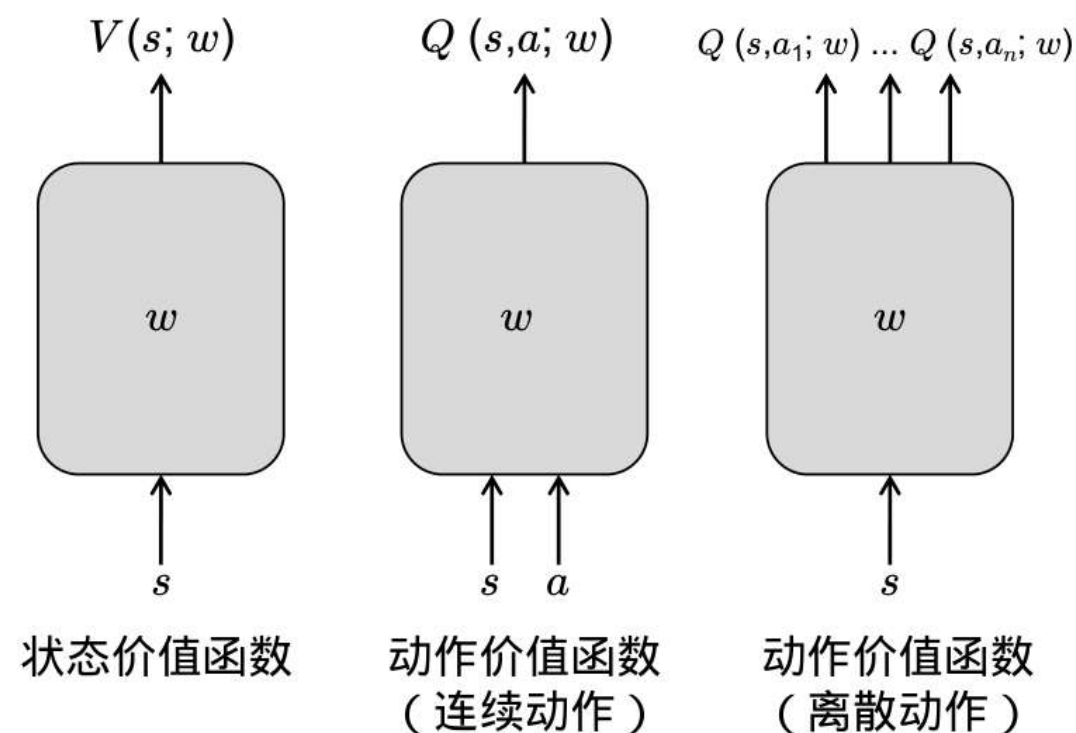 V(s; w)
Q (s,a; w)
Q (s,a₁; w) ... Q (s,aₙ; w)
w
w
w
s
s a
s
状态价值函数
动作价值函数
（连续动作）
动作价值函数
（离散动作）